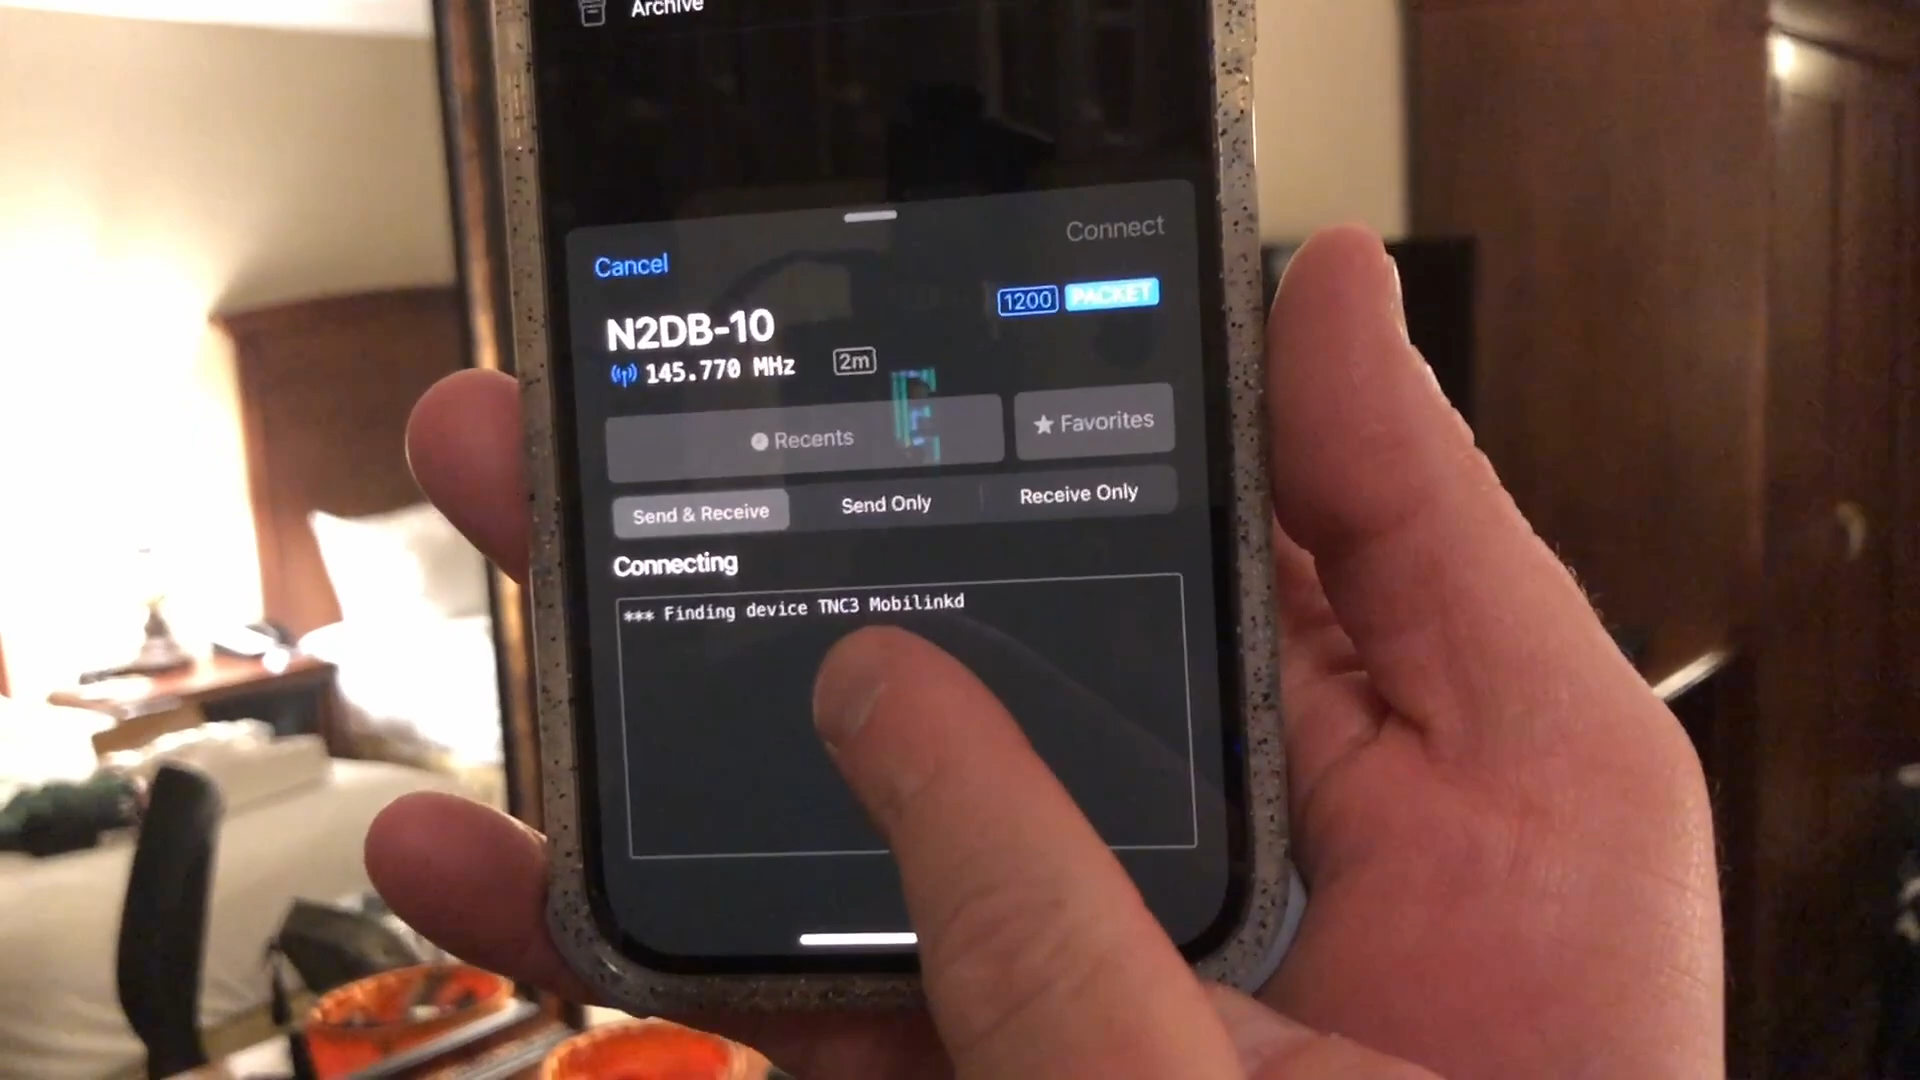 Archive
Cancel
Connect
N2DB-10
1200 PACKET
145.770 MHz 2m
Recents
Favorites
Send & Receive
Send Only
Receive Only
Connecting
*** Finding device TNC3 Mobilinkd